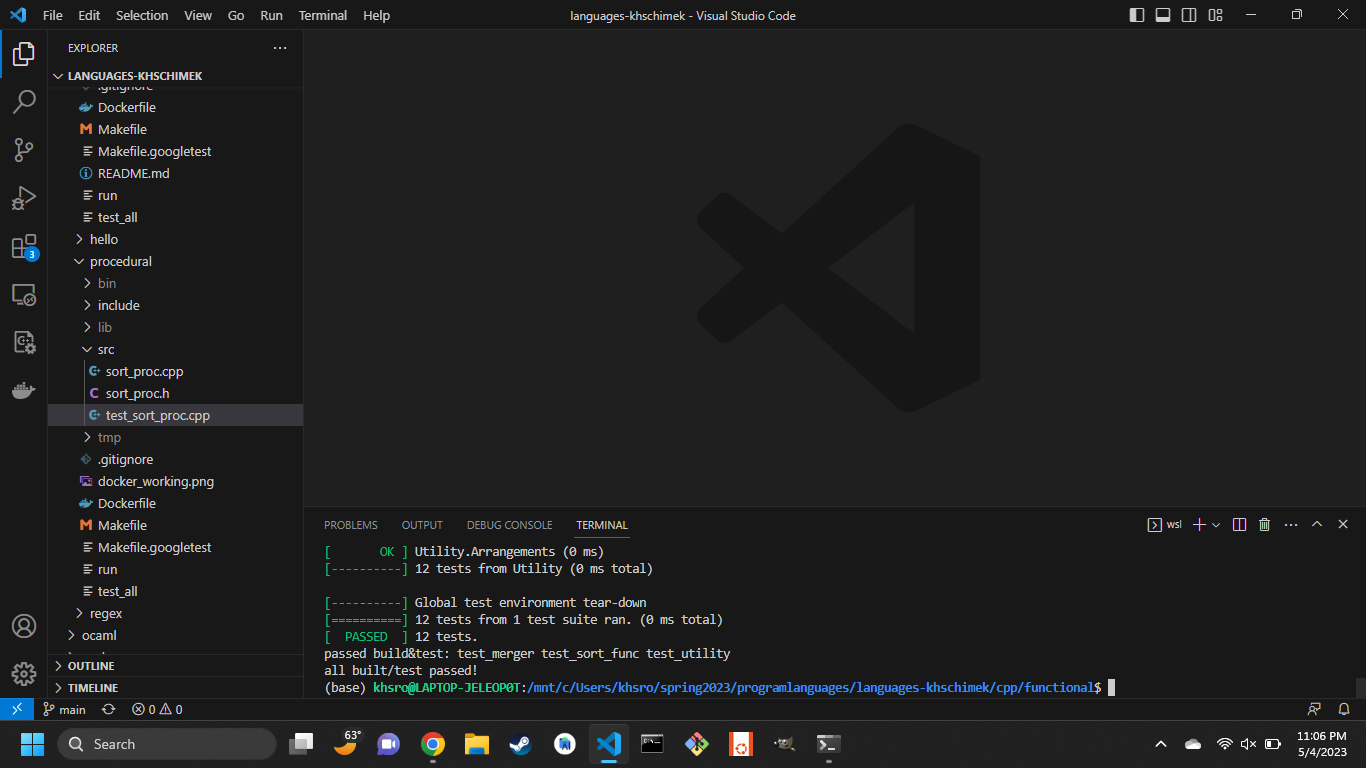 File Edit Selection View Go Run Terminal Help
languages-khschimek - Visual Studio Code
EXPLORER
LANGUAGES-KHSCHIMEK
.gitignore
Dockerfile
Makefile
Makefile.googletest
README.md
run
test_all
hello
procedural
bin
include
lib
src
sort_proc.cpp
sort_proc.h
test_sort_proc.cpp
tmp
.gitignore
docker_working.png
Dockerfile
Makefile
Makefile.googletest
run
test_all
regex
ocaml
OUTLINE
TIMELINE
3
PROBLEMS OUTPUT DEBUG CONSOLE TERMINAL
wsl
[       OK ] Utility.Arrangements (0 ms)
[----------] 12 tests from Utility (0 ms total)
[----------] Global test environment tear-down
[==========] 12 tests from 1 test suite ran. (0 ms total)
[  PASSED  ] 12 tests.
passed build&test: test_merger test_sort_func test_utility
all built/test passed!
(base) khsro@LAPTOP-JELEOP0T:/mnt/c/Users/khsro/spring2023/programlanguages/languages-khschimek/cpp/functional$
main 0 0
Search
63°
11:06 PM
5/4/2023